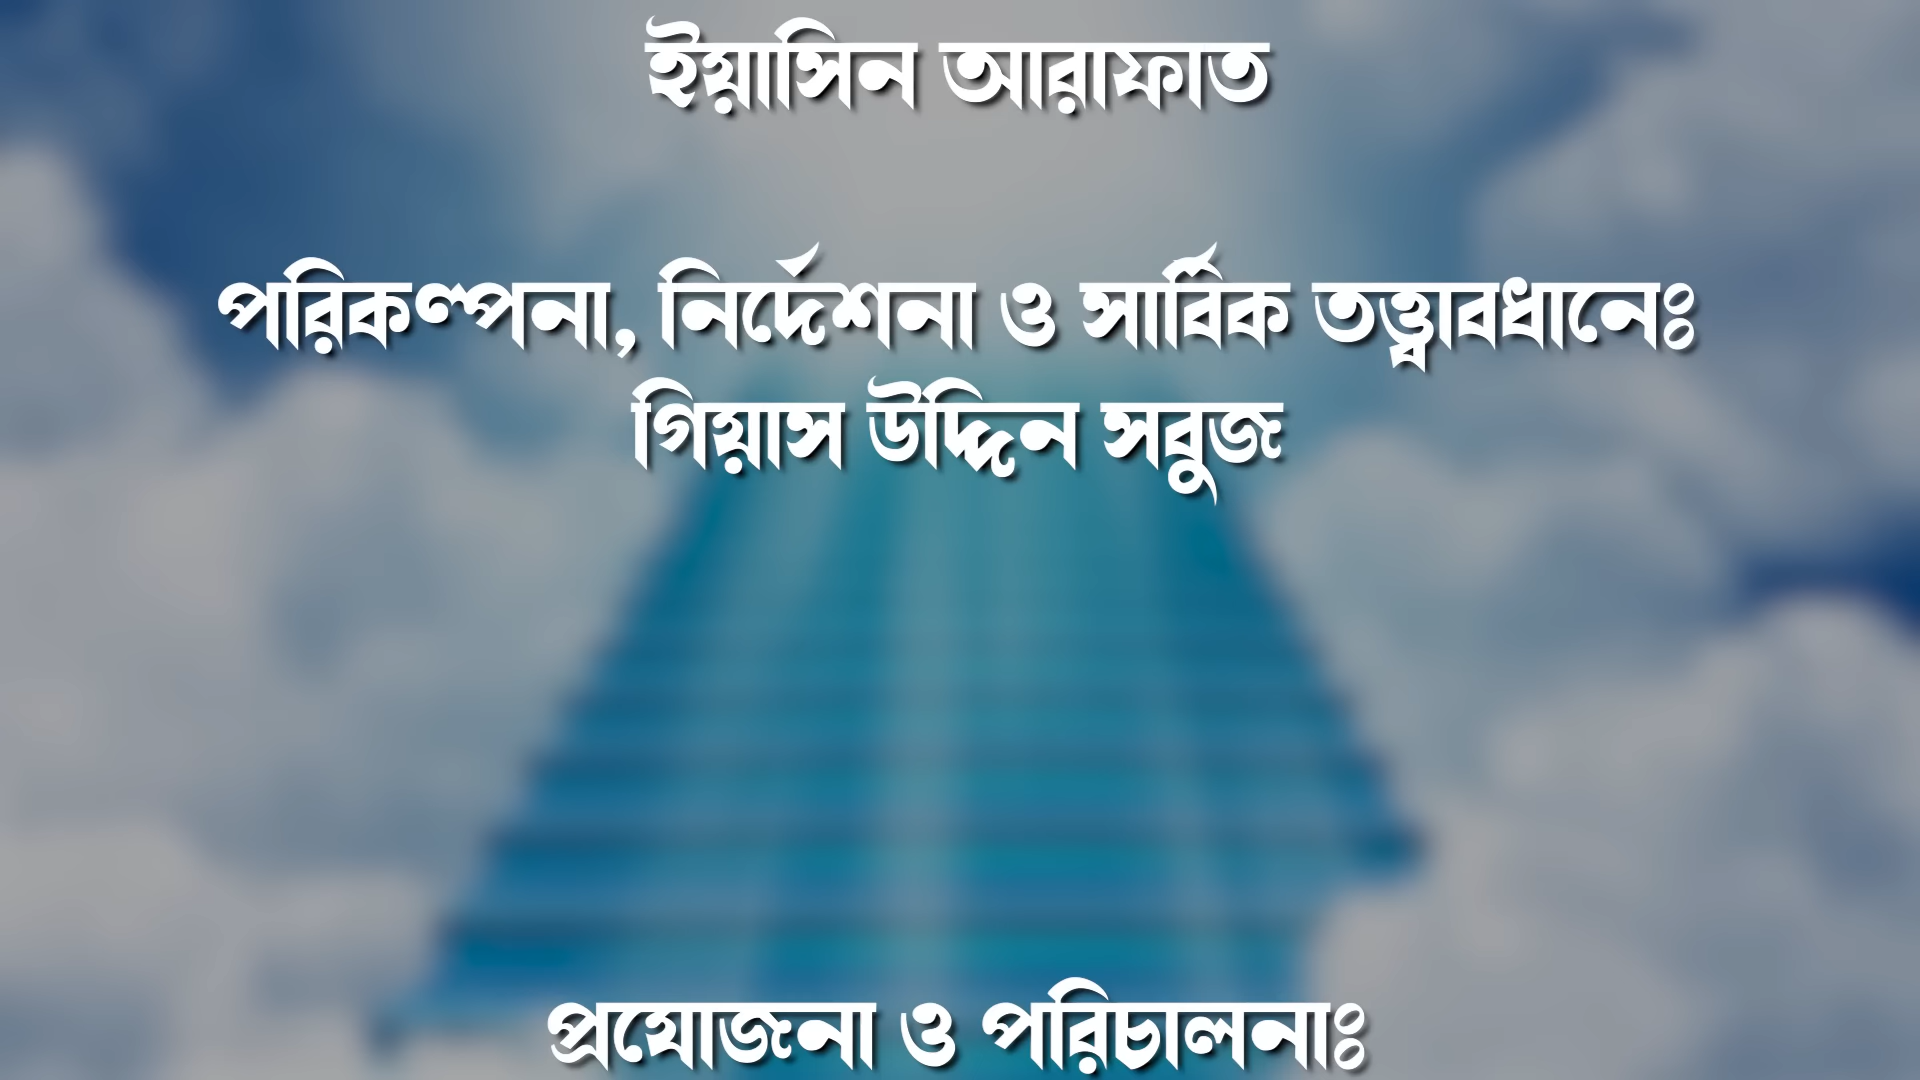 ইয়াসিন আরাফাত
পরিকল্পনা, নির্দেশনা ও সার্বিক তত্ত্বাবধানেঃ
গিয়াস উদ্দিন সবুজ
প্রযোজনা ও পরিচালনাঃ